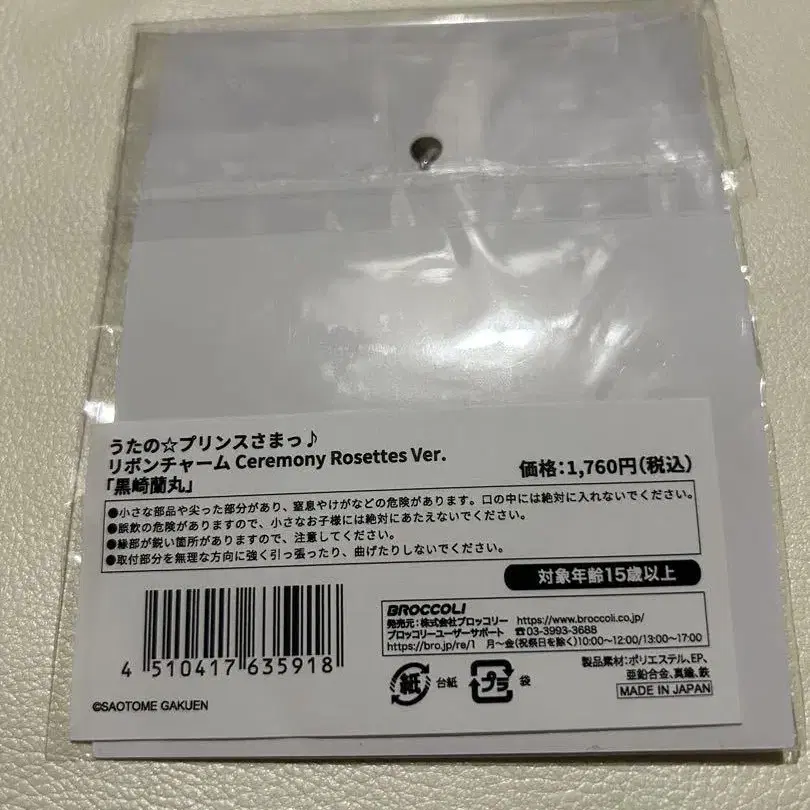 うたの☆プリンスさまっ♪
リボンチャーム Ceremony Rosettes Ver.
「黒崎蘭丸」
価格:1,760円(税込)
●小さな部品や尖った部分があり、窒息やけがなどの危険があります。口の中には絶対に入れないでください。
●誤飲の危険がありますので、小さなお子様には絶対にあたえないでください。
●縁部が鋭い箇所がありますので、注意してください。
●取付部分を無理な方向に強く引っ張ったり、曲げたりしないでください。
対象年齢15歳以上
4 510417 635918
BROCCOLI
発売元:株式会社ブロッコリー https://www.broccoli.co.jp/
ブロッコリーユーザーサポート ☎03-3993-3688
https://bro.jp/re/1 月~金(祝祭日を除く)10:00~12:00/13:00~17:00
紙 台紙
プラ 袋
製品素材:ポリエステル、EP、
亜鉛合金、真鍮、鉄
MADE IN JAPAN
©SAOTOME GAKUEN